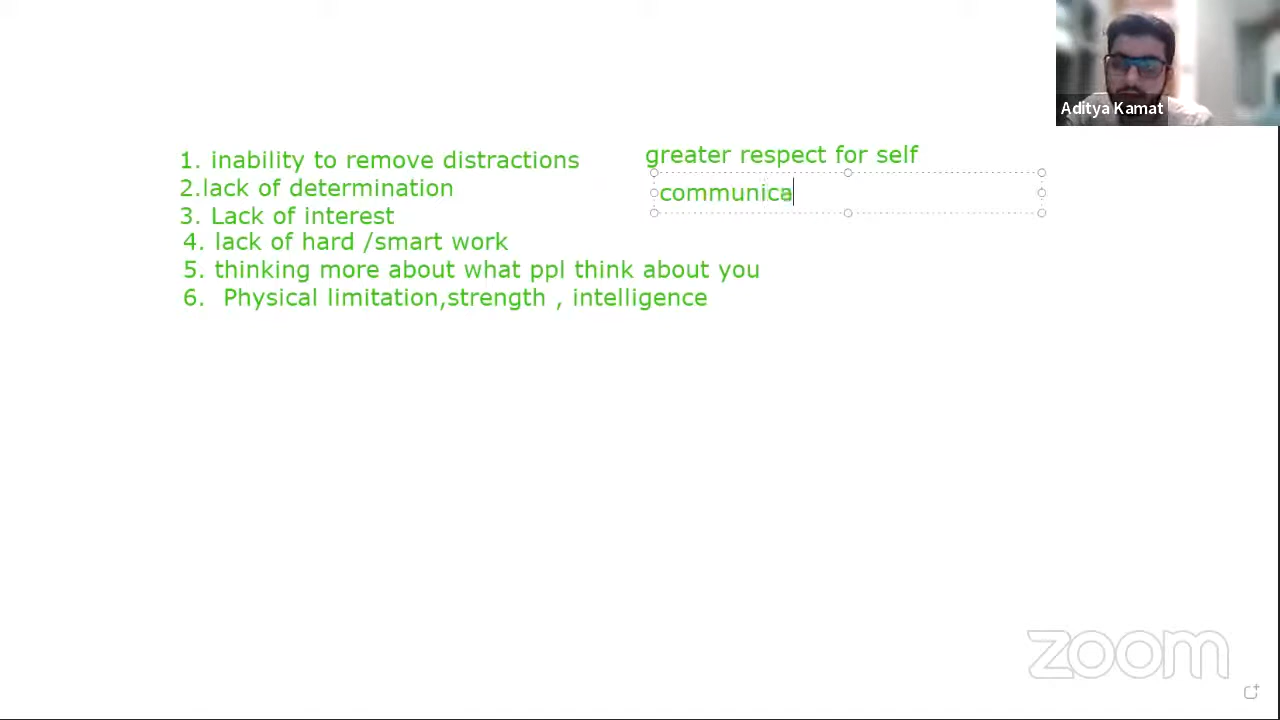 Aditya Kamat
1. inability to remove distractions
2.lack of determination
3. Lack of interest
4. lack of hard /smart work
5. thinking more about what ppl think about you
6. Physical limitation,strength , intelligence
greater respect for self
communica
zoom